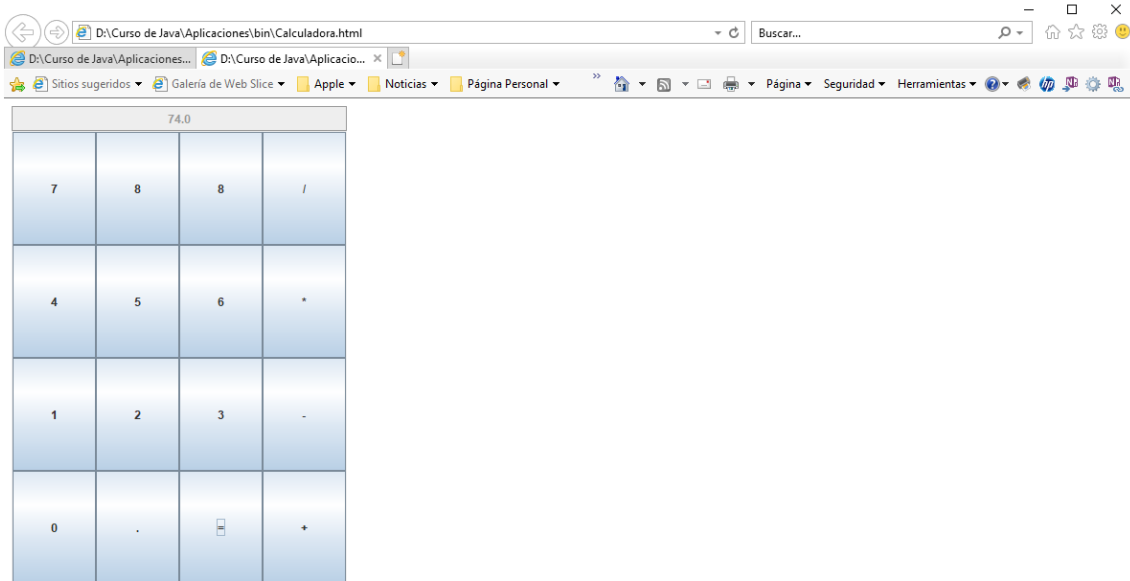 D:\Curso de Java\Aplicaciones\bin\Calculadora.html Buscar...
D:\Curso de Java\Aplicaciones... D:\Curso de Java\Aplicacio...
Sitios sugeridos Galería de Web Slice Apple Noticias Página Personal » Página Seguridad Herramientas
74.0
7 8 8 /
4 5 6 *
1 2 3 -
0 . = +